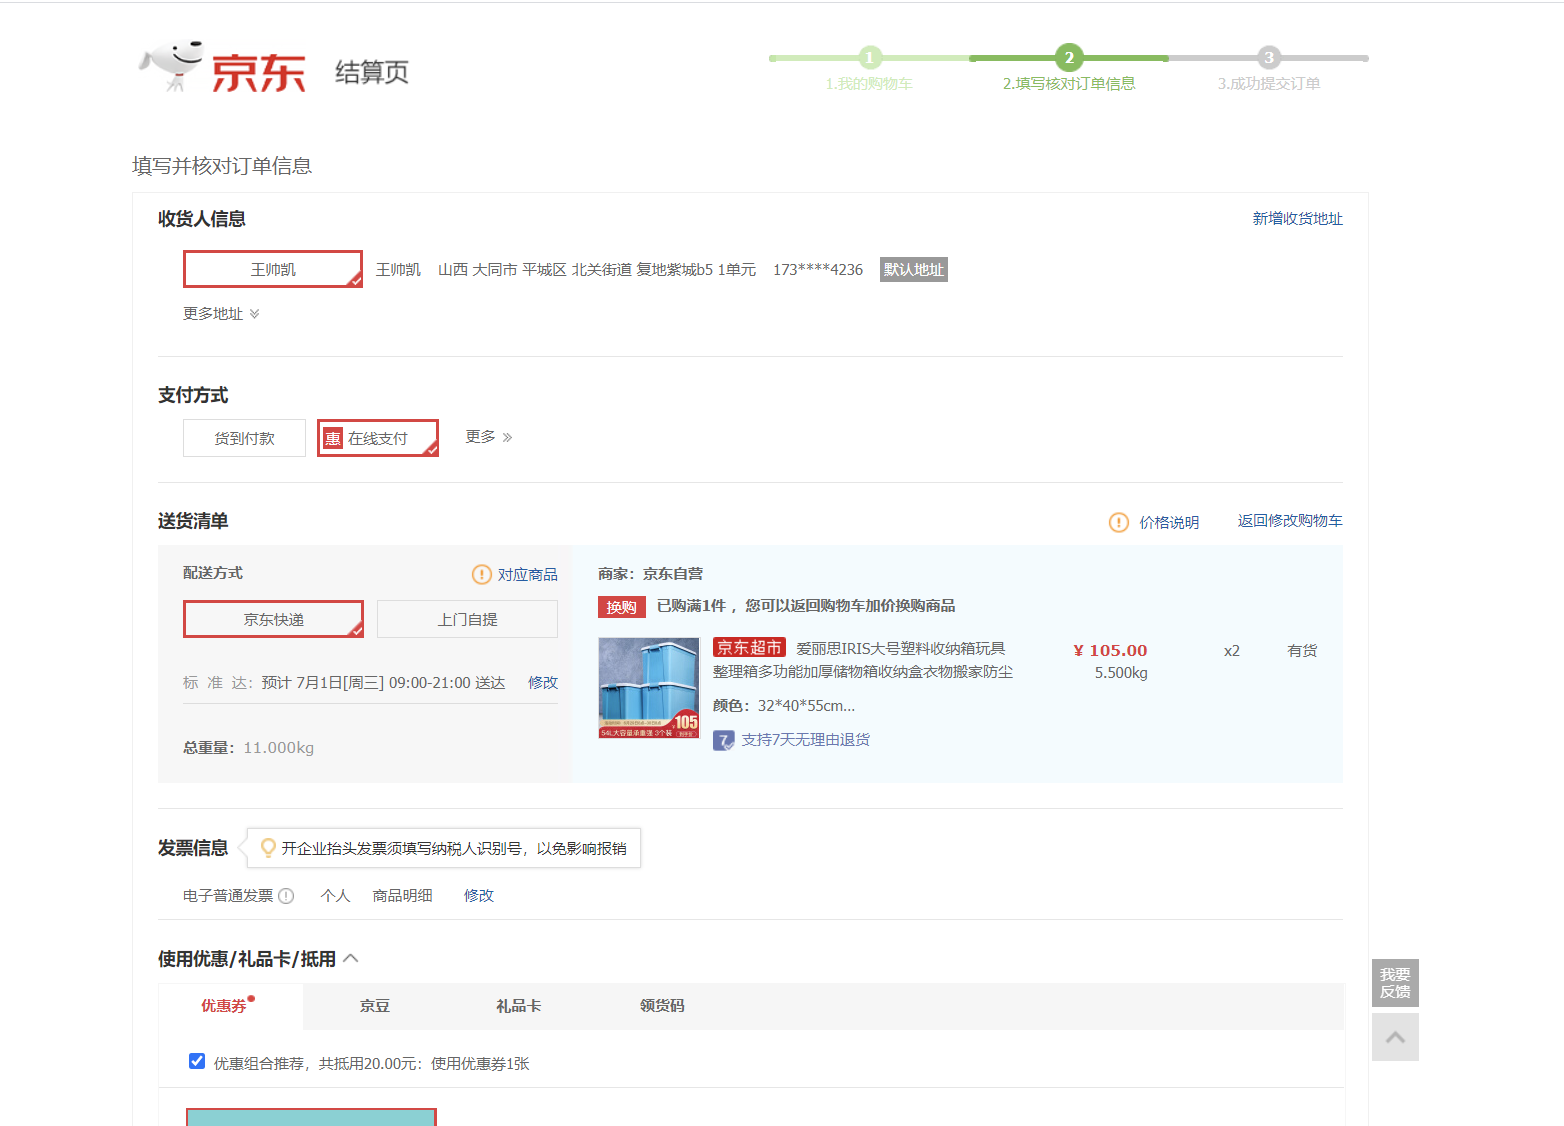 京东 结算页
1 2 3
1.我的购物车 2.填写核对订单信息 3.成功提交订单
填写并核对订单信息
收货人信息 新增收货地址
王帅凯 王帅凯 山西 大同市 平城区 北关街道 复地紫城b5 1单元 173****4236 默认地址
更多地址
支付方式
货到付款 惠 在线支付 更多
送货清单 价格说明 返回修改购物车
配送方式 对应商品
京东快递 上门自提
标 准 达：预计 7月1日[周三] 09:00-21:00 送达 修改
总重量：11.000kg
商家：京东自营
换购 已购满1件 ，您可以返回购物车加价换购商品
京东超市 爱丽思IRIS大号塑料收纳箱玩具
整理箱多功能加厚储物箱收纳盒衣物搬家防尘
¥ 105.00 x2 有货
5.500kg
颜色：32*40*55cm...
105
54L大容量承重强 3个装
7 支持7天无理由退货
发票信息 开企业抬头发票须填写纳税人识别号，以免影响报销
电子普通发票 个人 商品明细 修改
使用优惠/礼品卡/抵用
优惠券 京豆 礼品卡 领货码
优惠组合推荐，共抵用20.00元：使用优惠券1张
我要
反馈